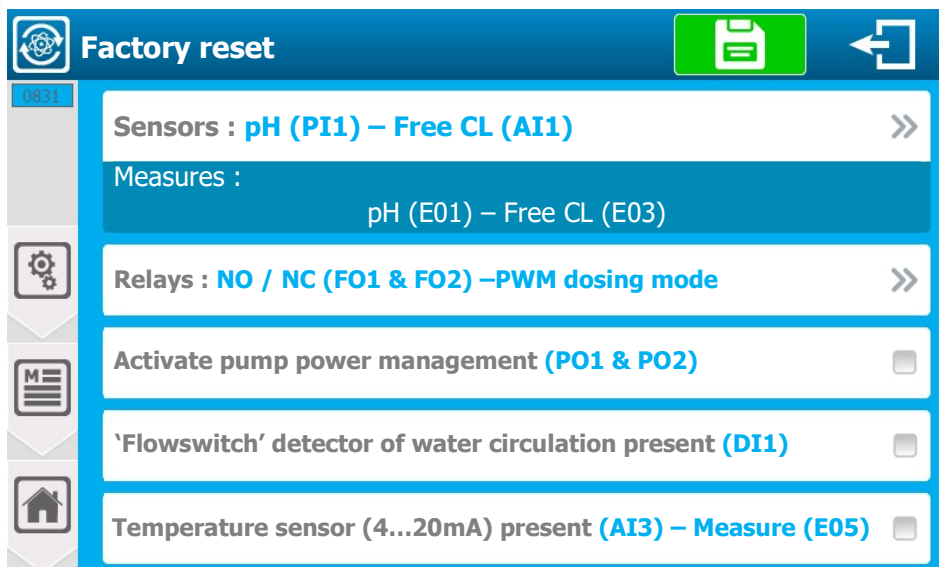 Factory reset
0831
Sensors : pH (PI1) – Free CL (AI1)
Measures :
pH (E01) – Free CL (E03)
Relays : NO / NC (FO1 & FO2) –PWM dosing mode
Activate pump power management (PO1 & PO2)
M
‘Flowswitch’ detector of water circulation present (DI1)
Temperature sensor (4...20mA) present (AI3) – Measure (E05)